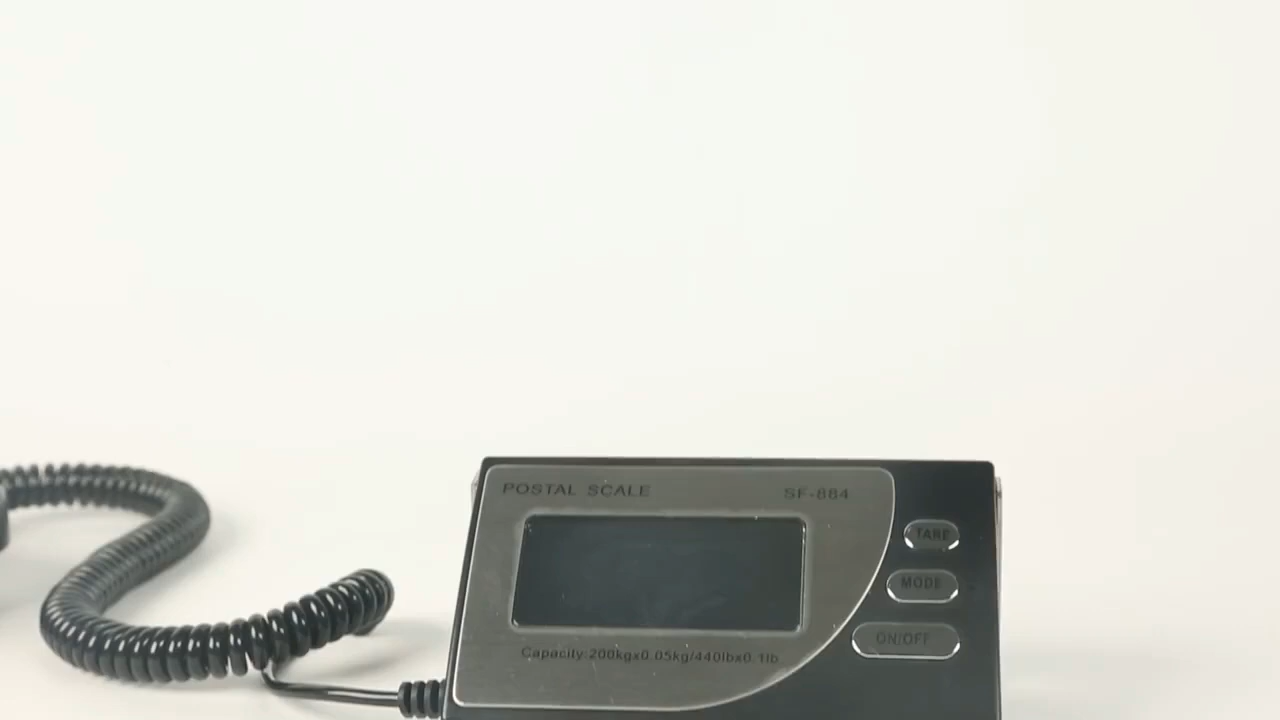 POSTAL SCALE SF-884
TARE
MODE
ON/OFF
Capacity:200kgx0.05kg/440lbx0.1lb